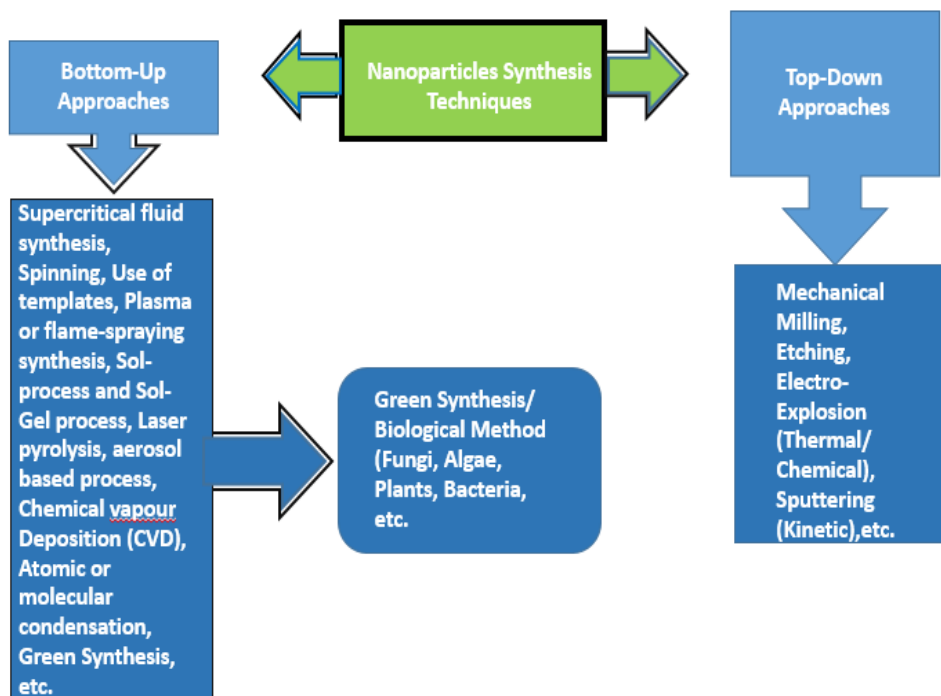 Nanoparticles Synthesis
Techniques
Bottom-Up
Approaches
Top-Down
Approaches
Supercritical fluid
synthesis,
Spinning, Use of
templates, Plasma
or flame-spraying
synthesis, Sol-
process and Sol-
Gel process, Laser
pyrolysis, aerosol
based process,
Chemical vapour
Deposition (CVD),
Atomic or
molecular
condensation,
Green Synthesis,
etc.
Green Synthesis/
Biological Method
(Fungi, Algae,
Plants, Bacteria,
etc.
Mechanical
Milling,
Etching,
Electro-
Explosion
(Thermal/
Chemical),
Sputtering
(Kinetic),etc.